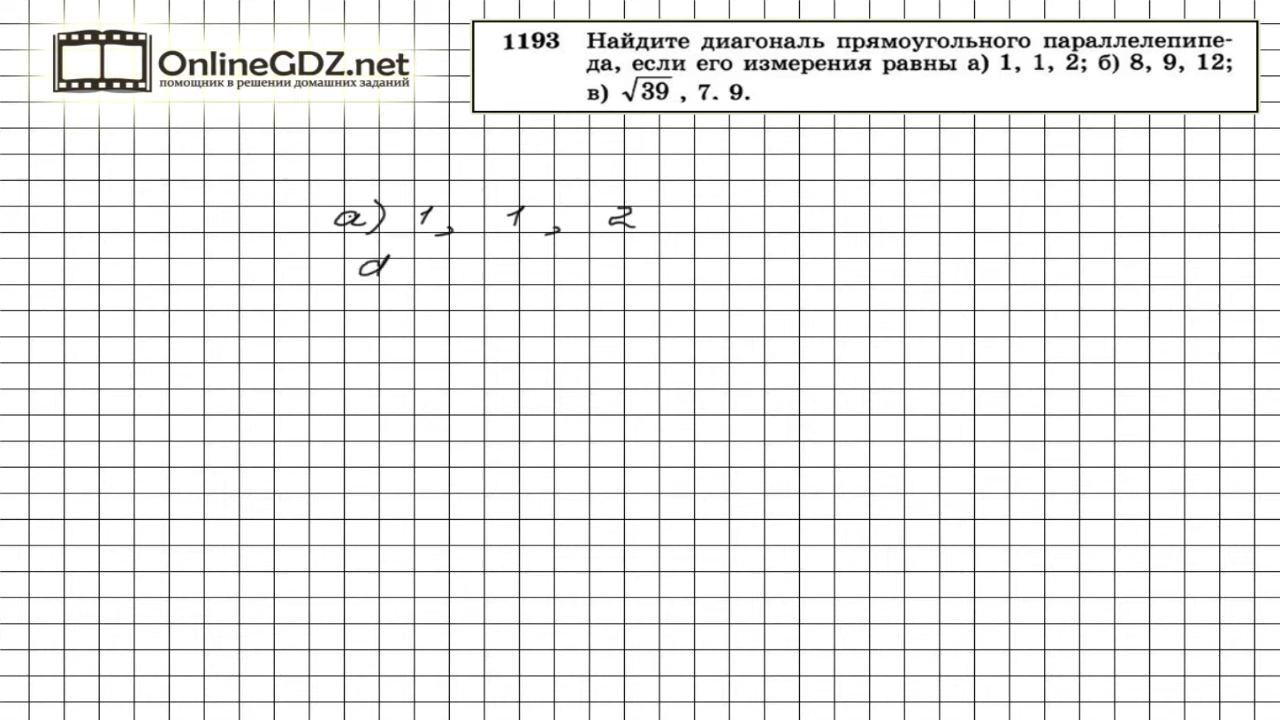 OnlineGDZ.net
помощник в решении домашних заданий
1193 Найдите диагональ прямоугольного параллелепипе-
да, если его измерения равны а) 1, 1, 2; б) 8, 9, 12;
в) √39 , 7. 9.
а) 1, 1, 2
d